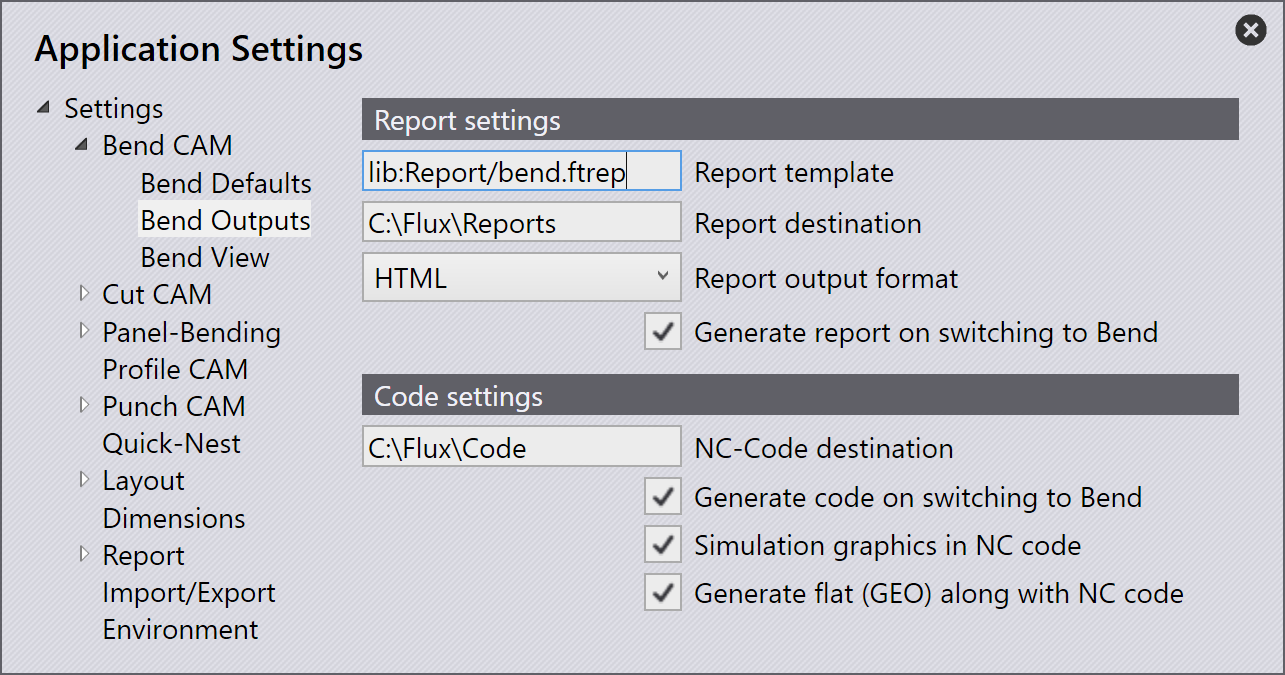 Application Settings
Settings
Bend CAM
Bend Defaults
Bend Outputs
Bend View
Cut CAM
Panel-Bending
Profile CAM
Punch CAM
Quick-Nest
Layout
Dimensions
Report
Import/Export
Environment
Report settings
lib:Report/bend.ftrep Report template
C:\Flux\Reports Report destination
HTML Report output format
Generate report on switching to Bend
Code settings
C:\Flux\Code NC-Code destination
Generate code on switching to Bend
Simulation graphics in NC code
Generate flat (GEO) along with NC code